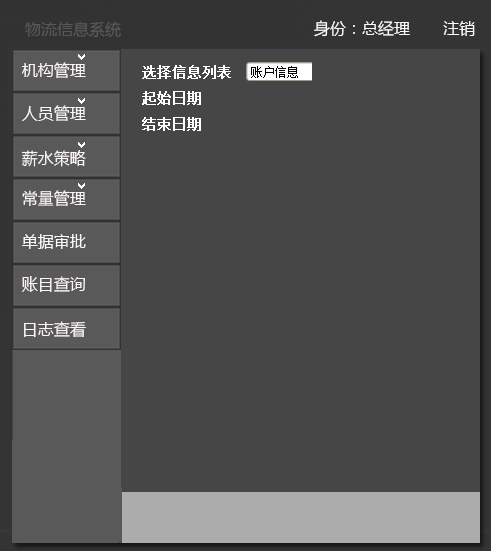 物流信息系统
身份：总经理 注销
机构管理
人员管理
薪水策略
常量管理
单据审批
账目查询
日志查看
选择信息列表 账户信息
起始日期
结束日期